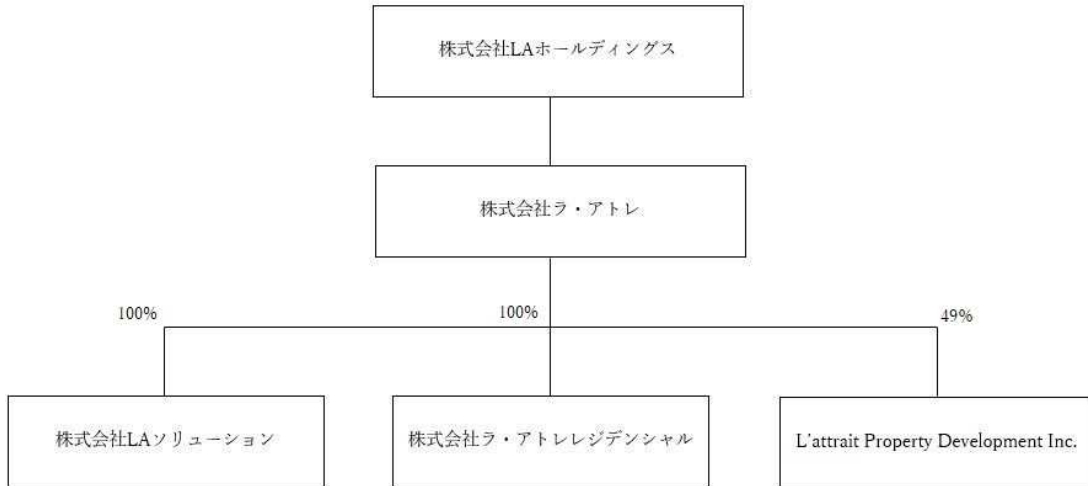 株式会社LAホールディングス
株式会社ラ・アトレ
100%
100%
49%
株式会社LAソリューション
株式会社ラ・アトレレジデンシャル
L'attrait Property Development Inc.